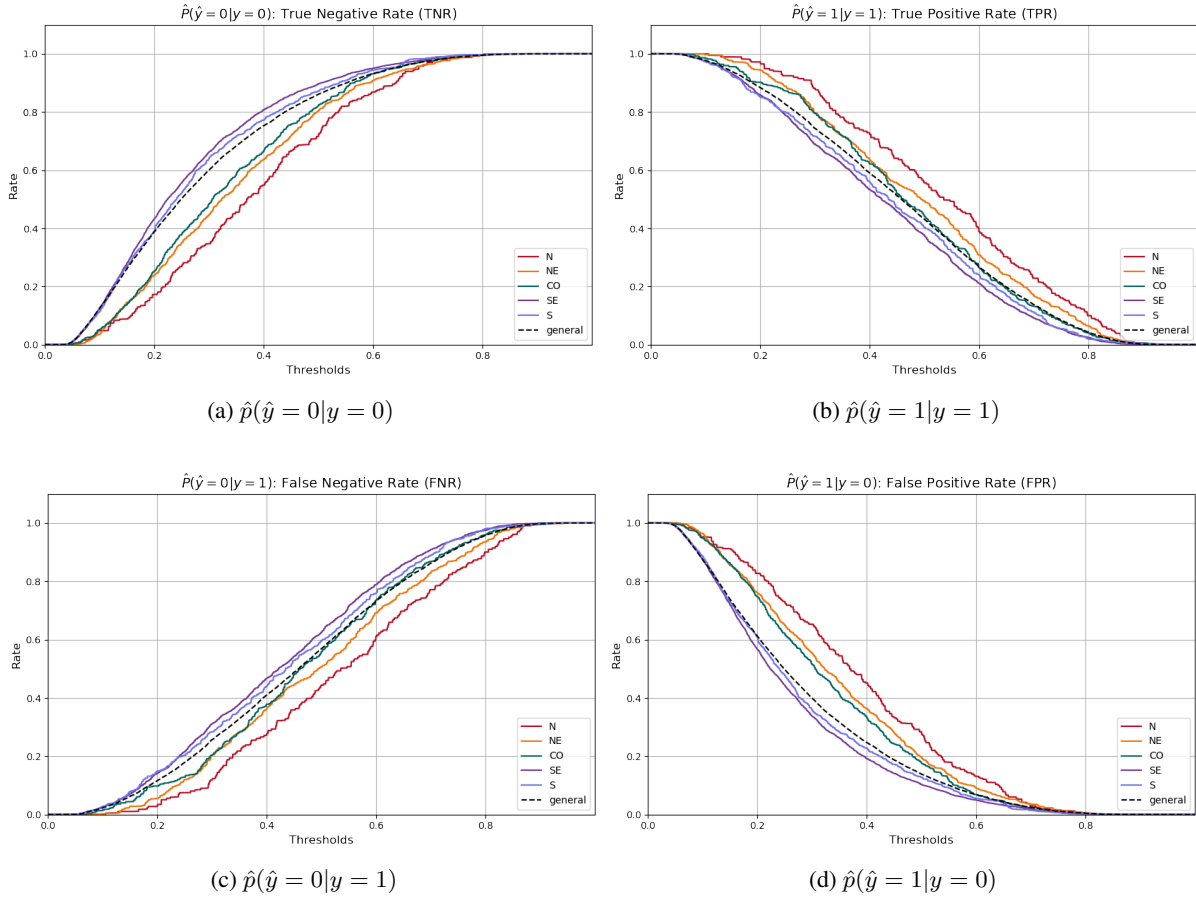 P̂(ŷ = 0|y = 0): True Negative Rate (TNR)
1.0
0.8
0.6
0.4
0.2
0.0
Rate
0.0 0.2 0.4 0.6 0.8
Thresholds
N
NE
CO
SE
S
general
(a) p̂(ŷ = 0|y = 0)
P̂(ŷ = 1|y = 1): True Positive Rate (TPR)
1.0
0.8
0.6
0.4
0.2
0.0
Rate
0.0 0.2 0.4 0.6 0.8
Thresholds
N
NE
CO
SE
S
general
(b) p̂(ŷ = 1|y = 1)
P̂(ŷ = 0|y = 1): False Negative Rate (FNR)
1.0
0.8
0.6
0.4
0.2
0.0
Rate
0.0 0.2 0.4 0.6 0.8
Thresholds
N
NE
CO
SE
S
general
(c) p̂(ŷ = 0|y = 1)
P̂(ŷ = 1|y = 0): False Positive Rate (FPR)
1.0
0.8
0.6
0.4
0.2
0.0
Rate
0.0 0.2 0.4 0.6 0.8
Thresholds
N
NE
CO
SE
S
general
(d) p̂(ŷ = 1|y = 0)